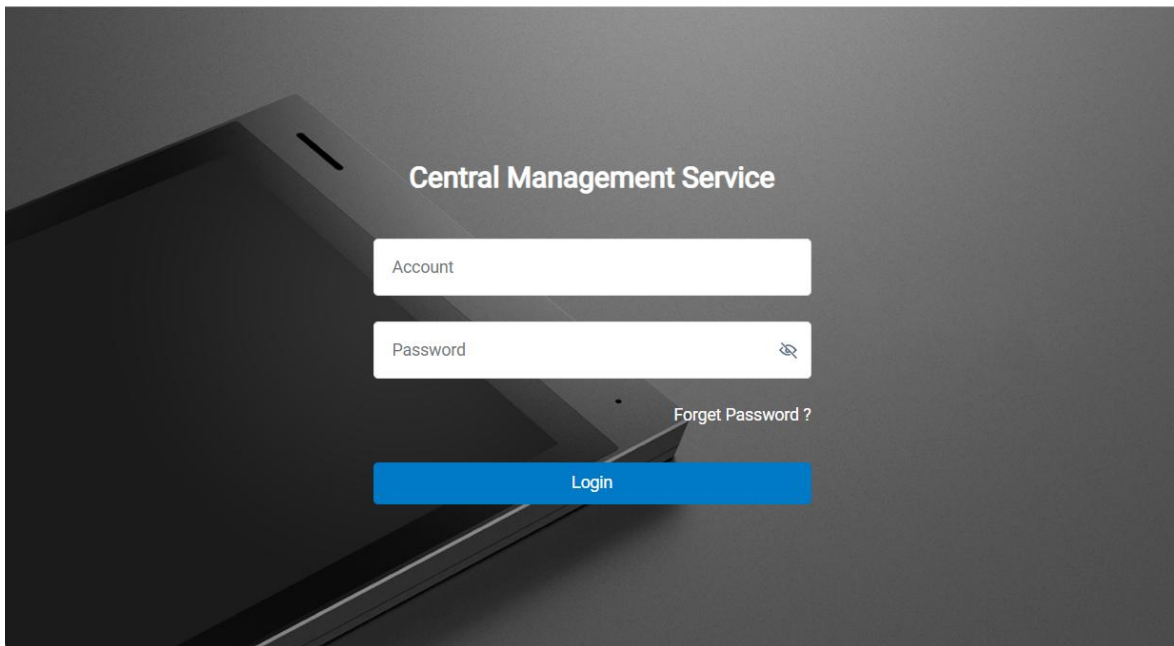 Central Management Service
Account
Password
Forget Password ?
Login